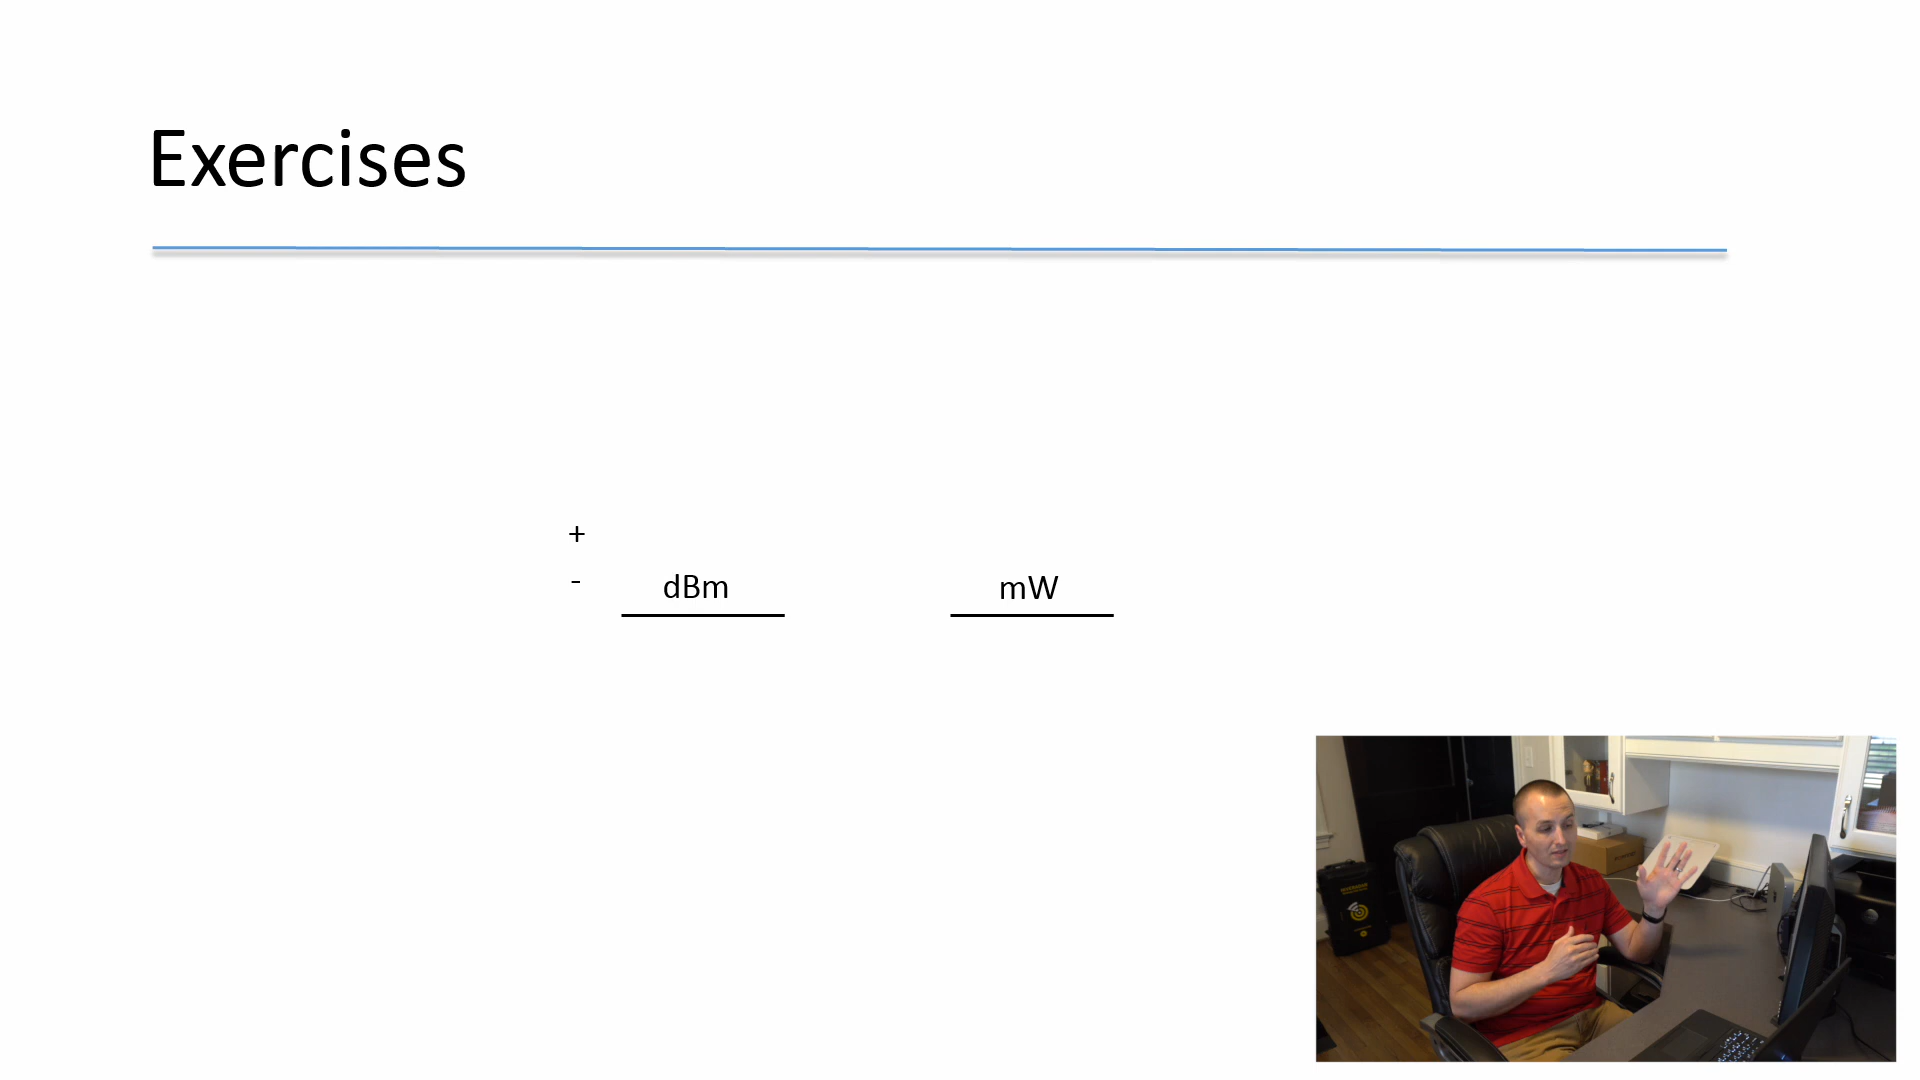 Exercises
+
- dBm mW